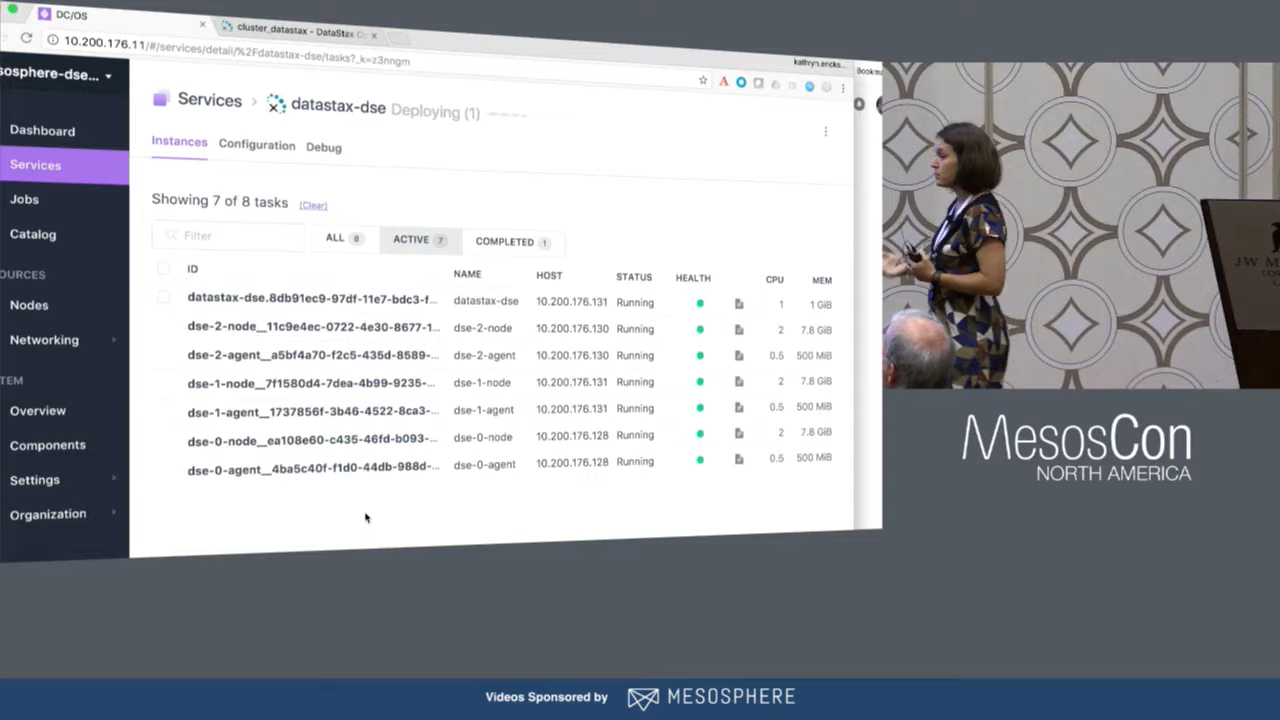 DC/OS
cluster_datastax - DataStax Op
10.200.176.11/#/services/detail/%2Fdatastax-dse/tasks?_k=z3nngm
kathryn.ericks...
Bookma
sosphere-dse...
Services > datastax-dse Deploying (1)
Dashboard
Services
Jobs
Catalog
OURCES
Nodes
Networking
TEM
Overview
Components
Settings
Organization
Instances Configuration Debug
Showing 7 of 8 tasks (Clear)
Filter ALL 8 ACTIVE 7 COMPLETED 1
ID NAME HOST STATUS HEALTH CPU MEM
datastax-dse.8db91ec9-97df-11e7-bdc3-f... datastax-dse 10.200.176.131 Running 1 1 GiB
dse-2-node__11c9e4ec-0722-4e30-8677-1... dse-2-node 10.200.176.130 Running 2 7.8 GiB
dse-2-agent__a5bf4a70-f2c5-435d-8589-... dse-2-agent 10.200.176.130 Running 0.5 500 MiB
dse-1-node__7f1580d4-7dea-4b99-9235-... dse-1-node 10.200.176.131 Running 2 7.8 GiB
dse-1-agent__1737856f-3b46-4522-8ca3-... dse-1-agent 10.200.176.131 Running 0.5 500 MiB
dse-0-node__ea108e60-c435-46fd-b093-... dse-0-node 10.200.176.128 Running 2 7.8 GiB
dse-0-agent__4ba5c40f-f1d0-44db-988d-... dse-0-agent 10.200.176.128 Running 0.5 500 MiB
JW M
MesosCon
NORTH AMERICA
Videos Sponsored by MESOSPHERE